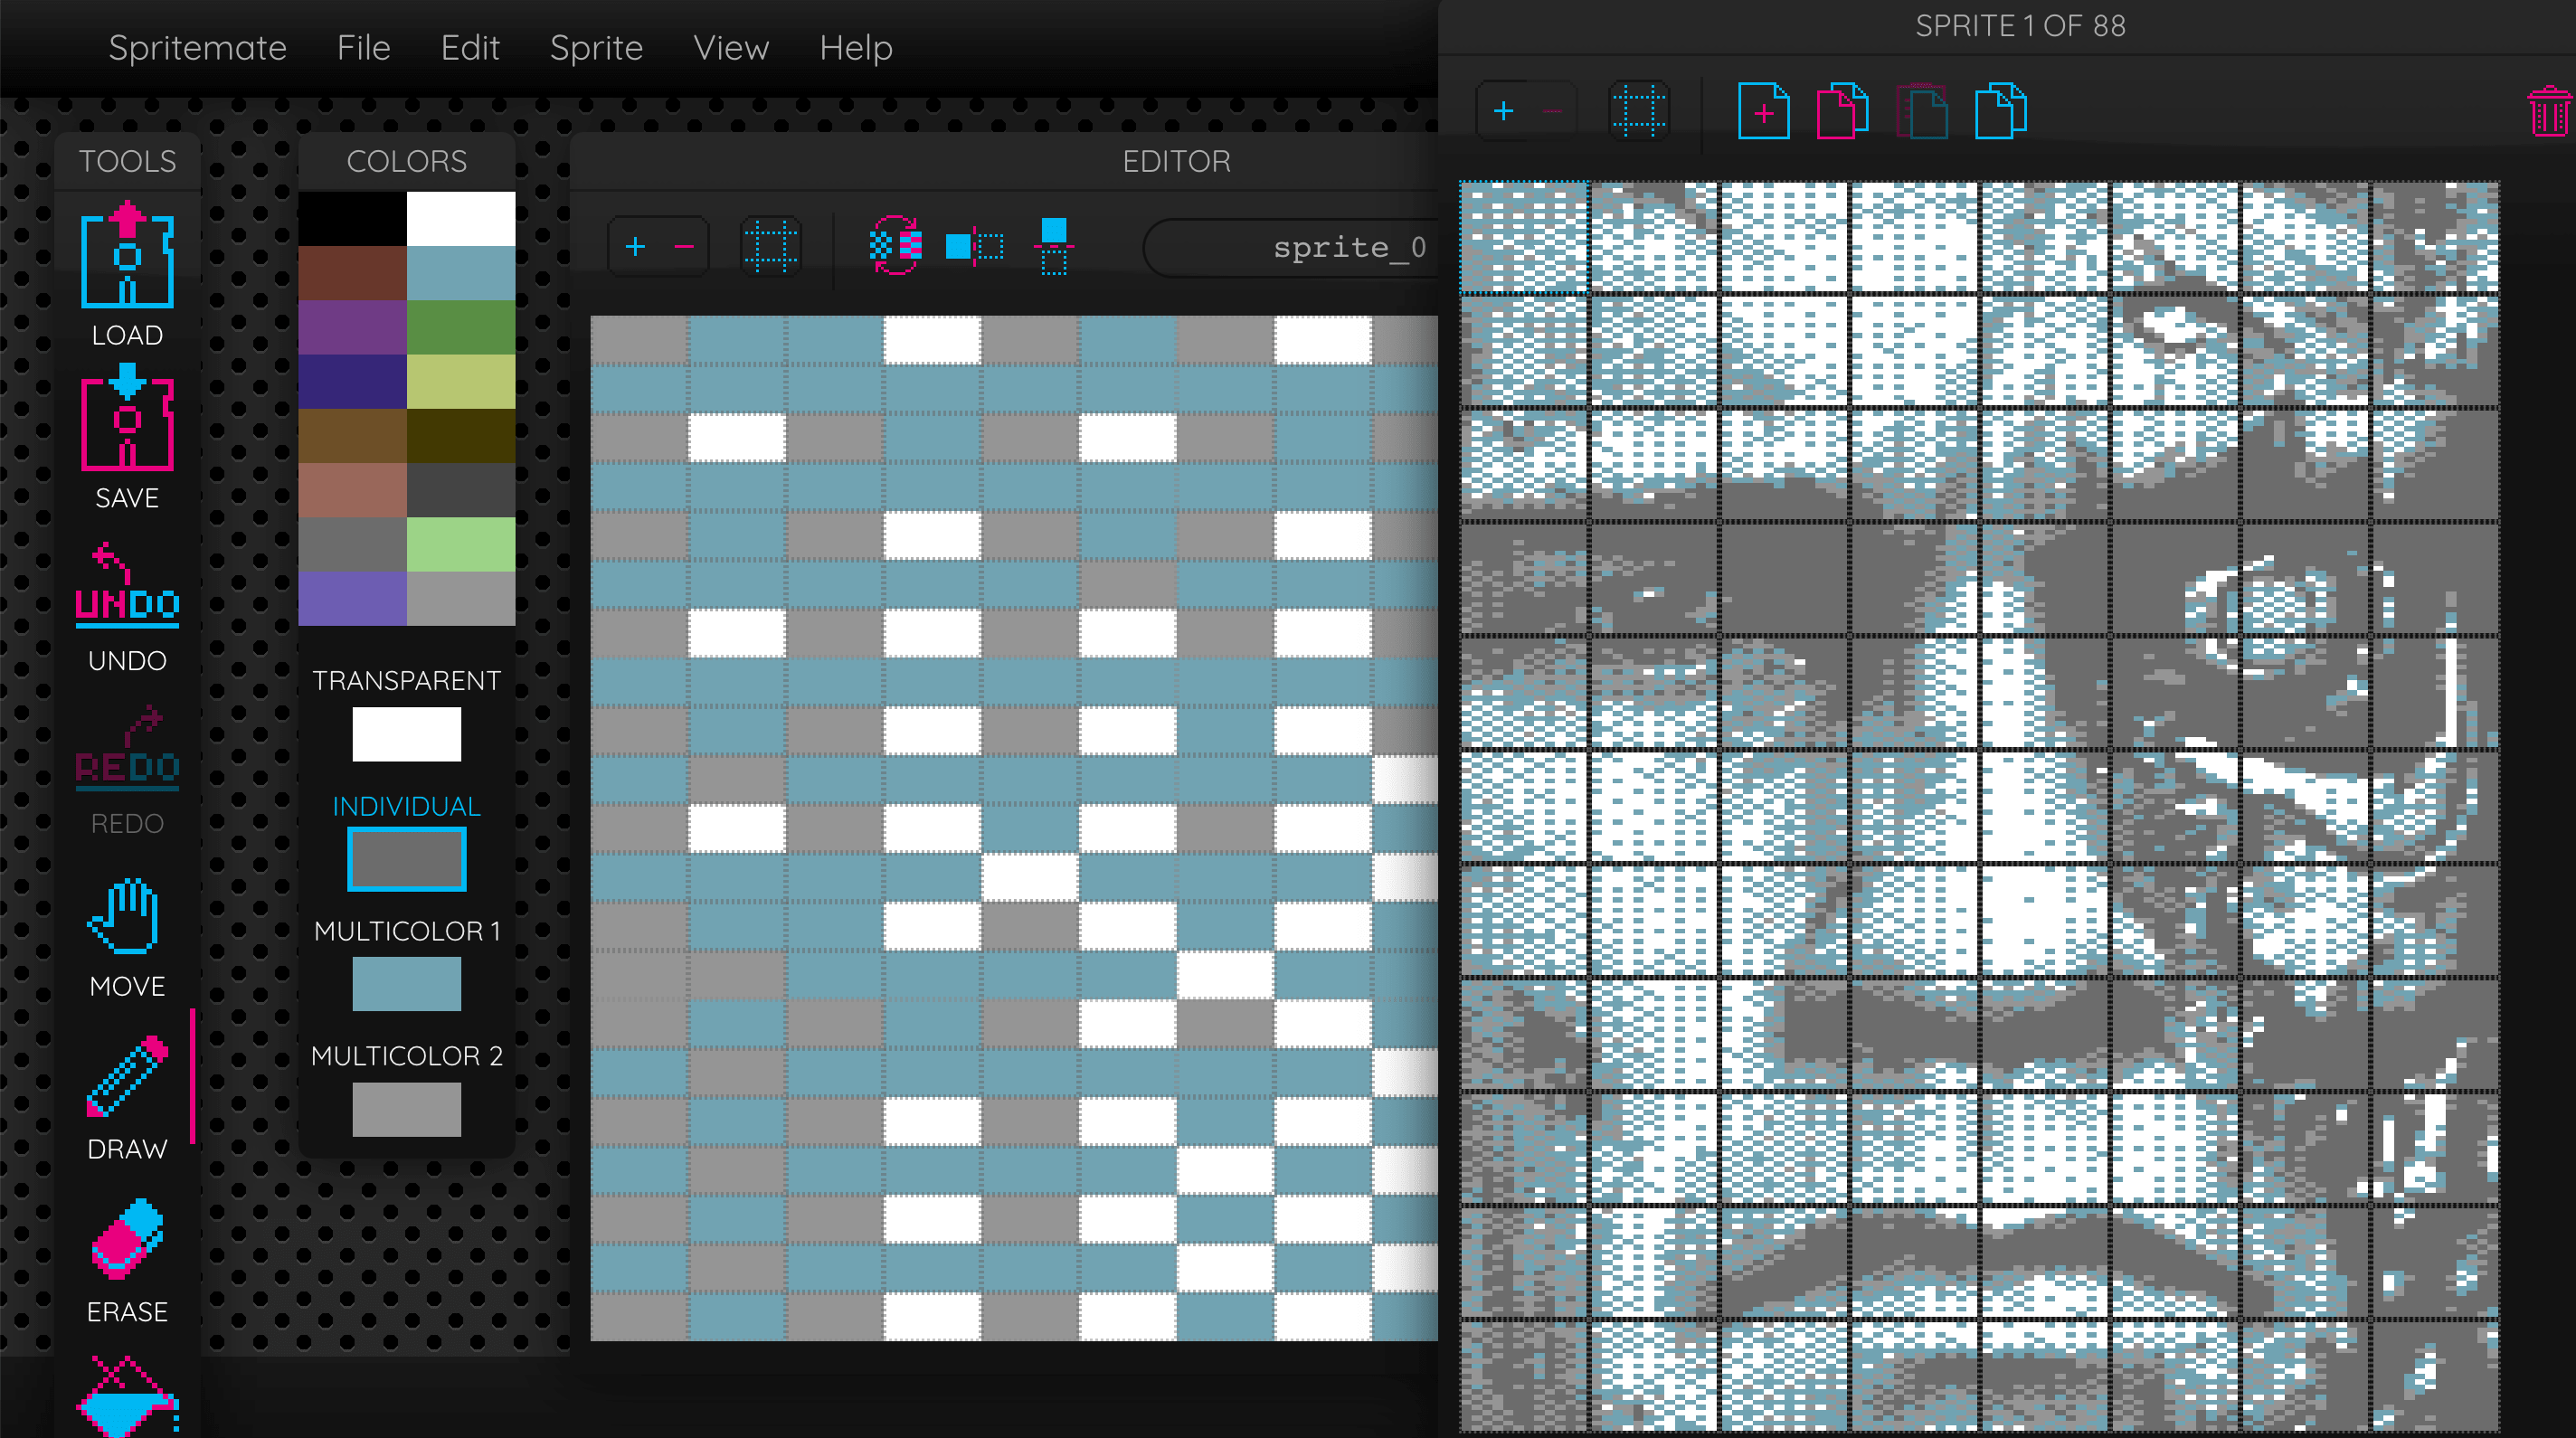 Spritemate File Edit Sprite View Help
SPRITE 1 OF 88
TOOLS
LOAD
SAVE
UNDO
UNDO
REDO
REDO
MOVE
DRAW
ERASE
COLORS
TRANSPARENT
INDIVIDUAL
MULTICOLOR 1
MULTICOLOR 2
EDITOR
sprite_0